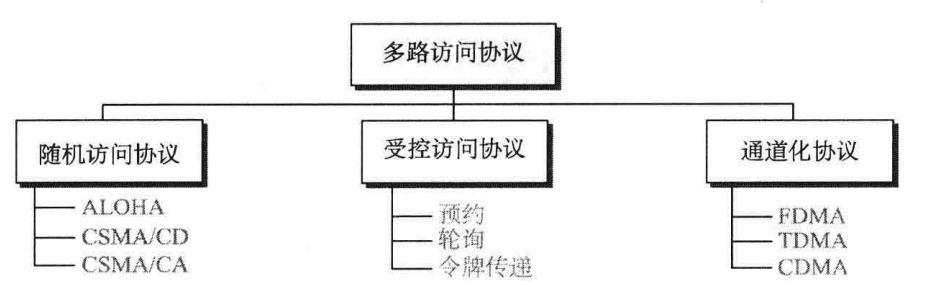 多路访问协议
随机访问协议
受控访问协议
通道化协议
ALOHA
CSMA/CD
CSMA/CA
预约
轮询
令牌传递
FDMA
TDMA
CDMA